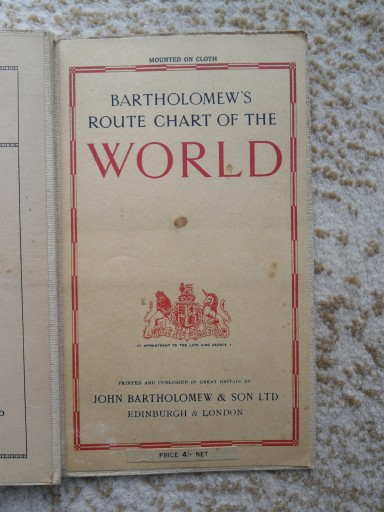 MOUNTED ON CLOTH
BARTHOLOMEW'S
ROUTE CHART OF THE
WORLD
BY APPOINTMENT TO THE LATE KING GEORGE V
PRINTED AND PUBLISHED IN GREAT BRITAIN BY
JOHN BARTHOLOMEW & SON LTD
EDINBURGH & LONDON
PRICE 4/- NET